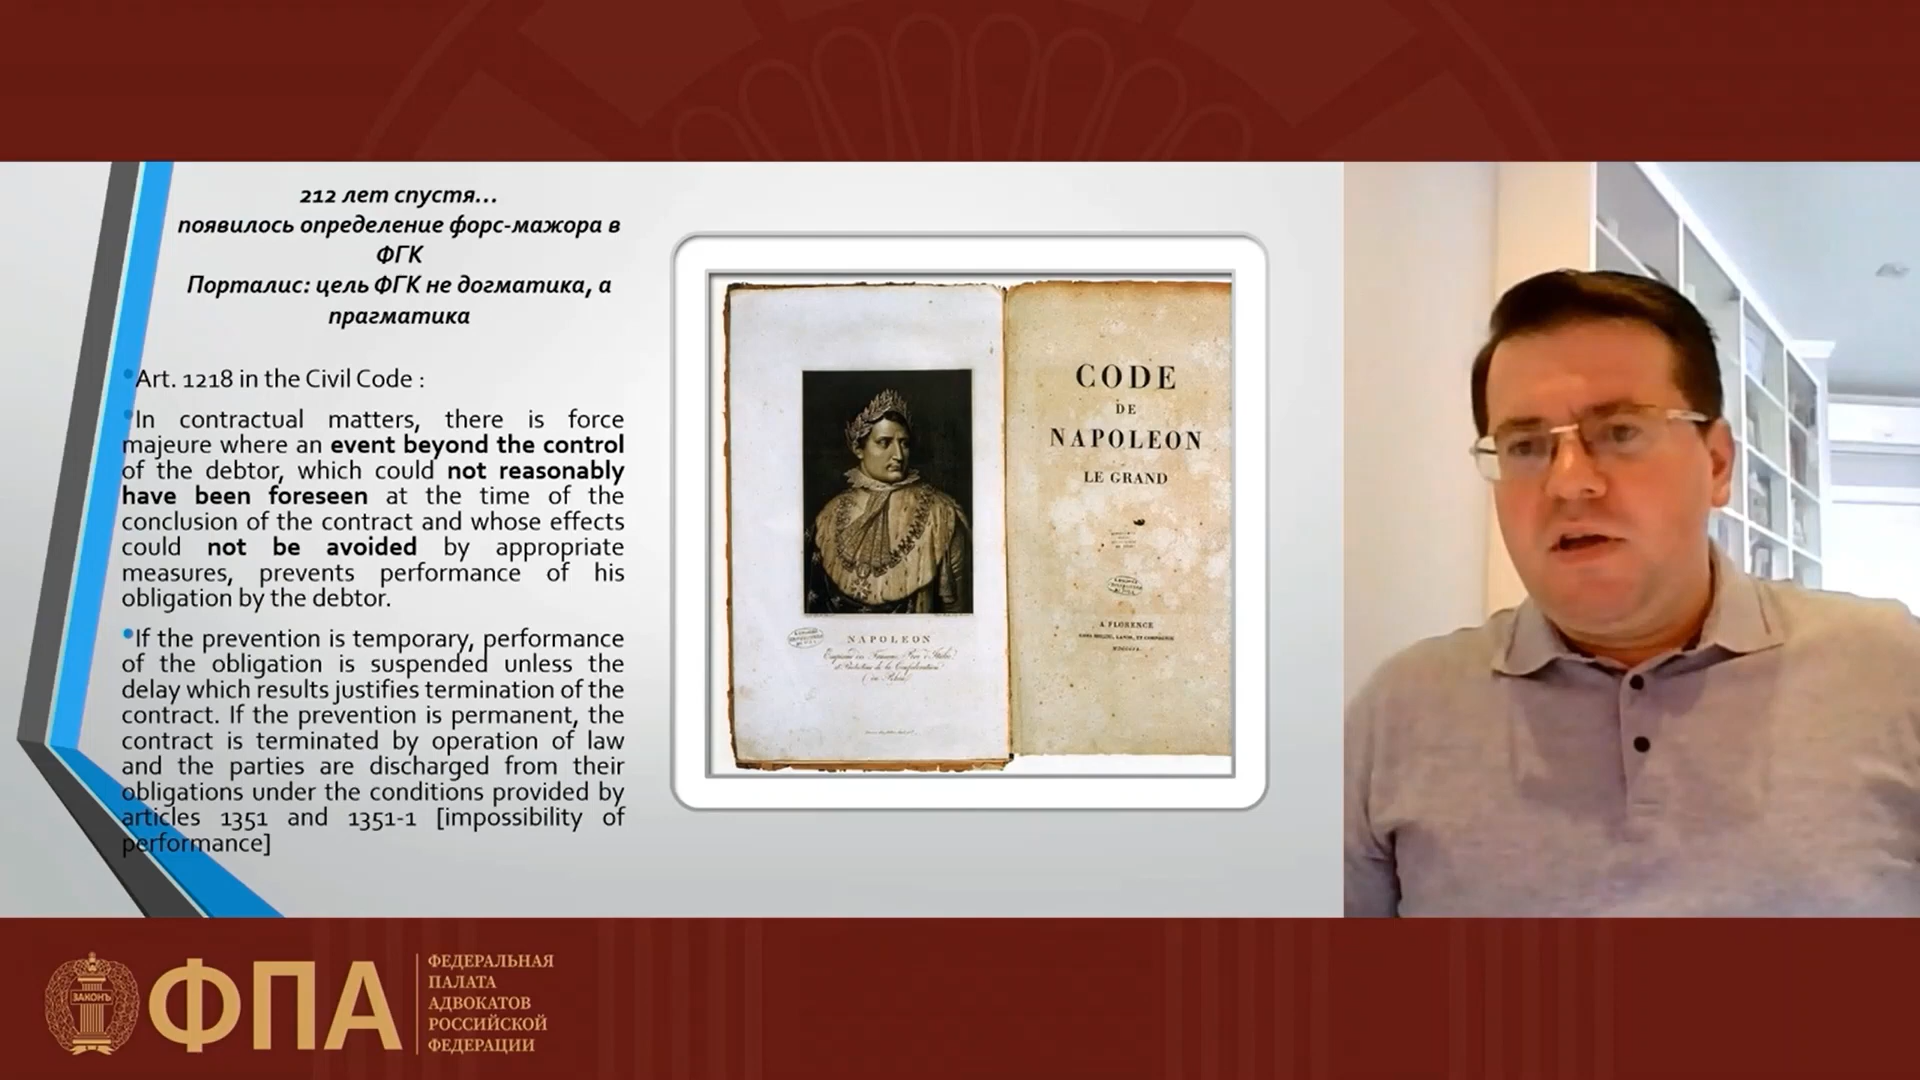 212 лет спустя...
появилось определение форс-мажора в
ФГК
Порталис: цель ФГК не догматика, а
прагматика
Art. 1218 in the Civil Code :
In contractual matters, there is force
majeure where an event beyond the control
of the debtor, which could not reasonably
have been foreseen at the time of the
conclusion of the contract and whose effects
could not be avoided by appropriate
measures, prevents performance of his
obligation by the debtor.
If the prevention is temporary, performance
of the obligation is suspended unless the
delay which results justifies termination of the
contract. If the prevention is permanent, the
contract is terminated by operation of law
and the parties are discharged from their
obligations under the conditions provided by
articles 1351 and 1351-1 [impossibility of
performance]
NAPOLEON
CODE
DE
NAPOLEON
LE GRAND
A FLORENCE
ЗАКОНЪ
ФПА
ФЕДЕРАЛЬНАЯ
ПАЛАТА
АДВОКАТОВ
РОССИЙСКОЙ
ФЕДЕРАЦИИ